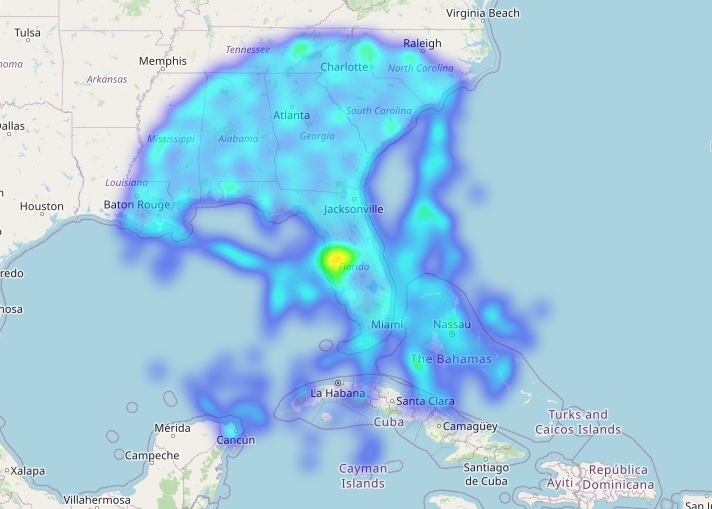 Virginia Beach
Tulsa
Tennessee
Raleigh
Memphis
Charlotte
North Carolina
oma
Arkansas
Atlanta
South Carolina
allas
Mississippi
Alabama
Georgia
Louisiana
Baton Rouge
Houston
Jacksonville
Florida
redo
nosa
Miami
Nassau
The Bahamas
La Habana
Santa Clara
Cuba
Turks and
Caicos Islands
Camagüey
Mérida
Cancún
Campeche
Cayman
Islands
Santiago
de Cuba
Xalapa
Ayiti
República
Dominicana
Villahermosa
San J